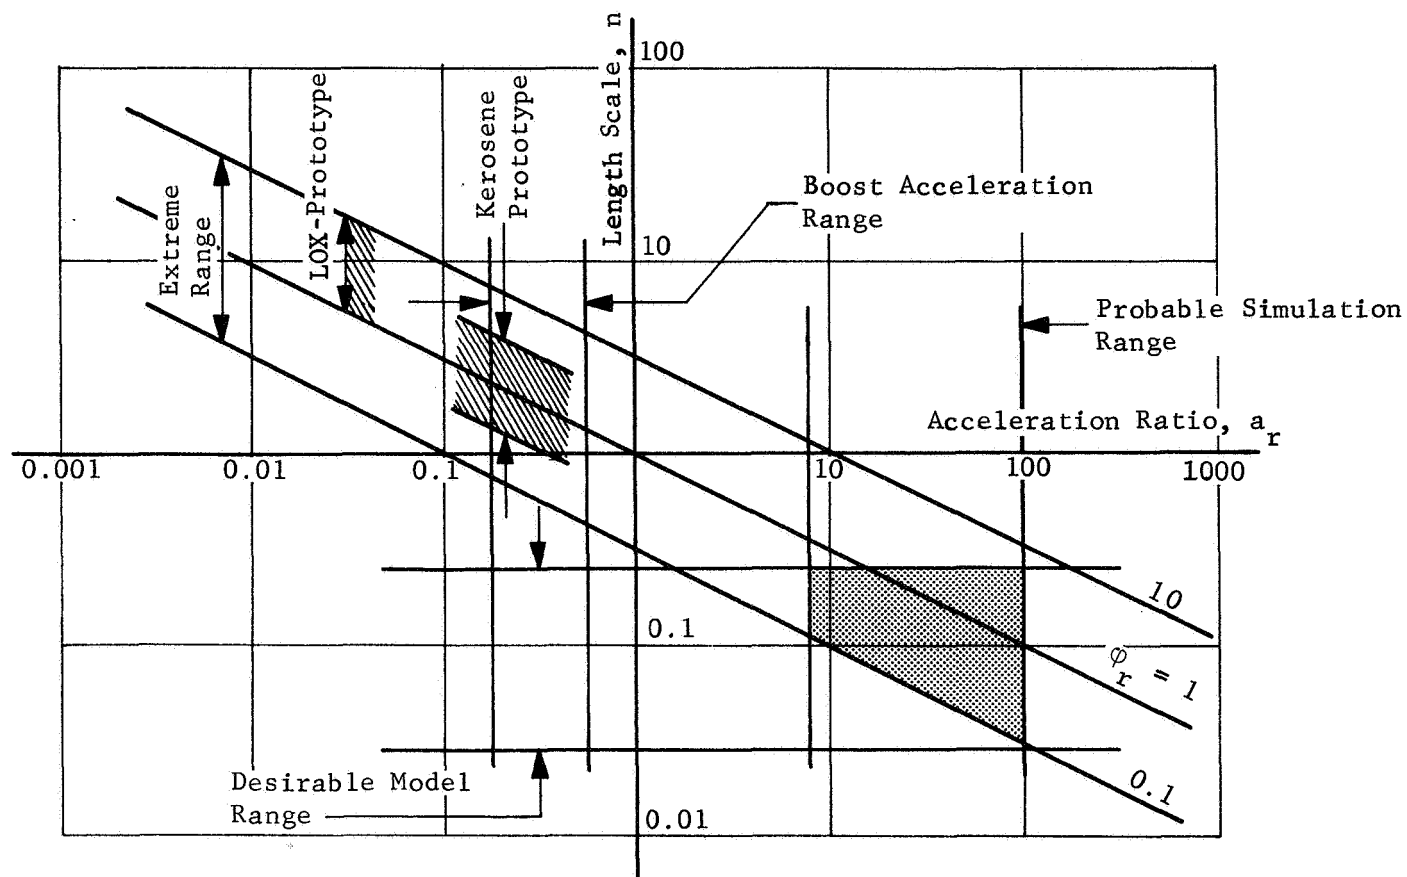 Length Scale, n
100
LOX-Prototype
Kerosene
Prototype
Extreme
Range
Boost Acceleration
Range
10
Probable Simulation
Range
Acceleration Ratio, a_r
0.001
0.01
0.1
10
100
1000
10
0.1
φ_r = 1
0.1
Desirable Model
Range
0.01